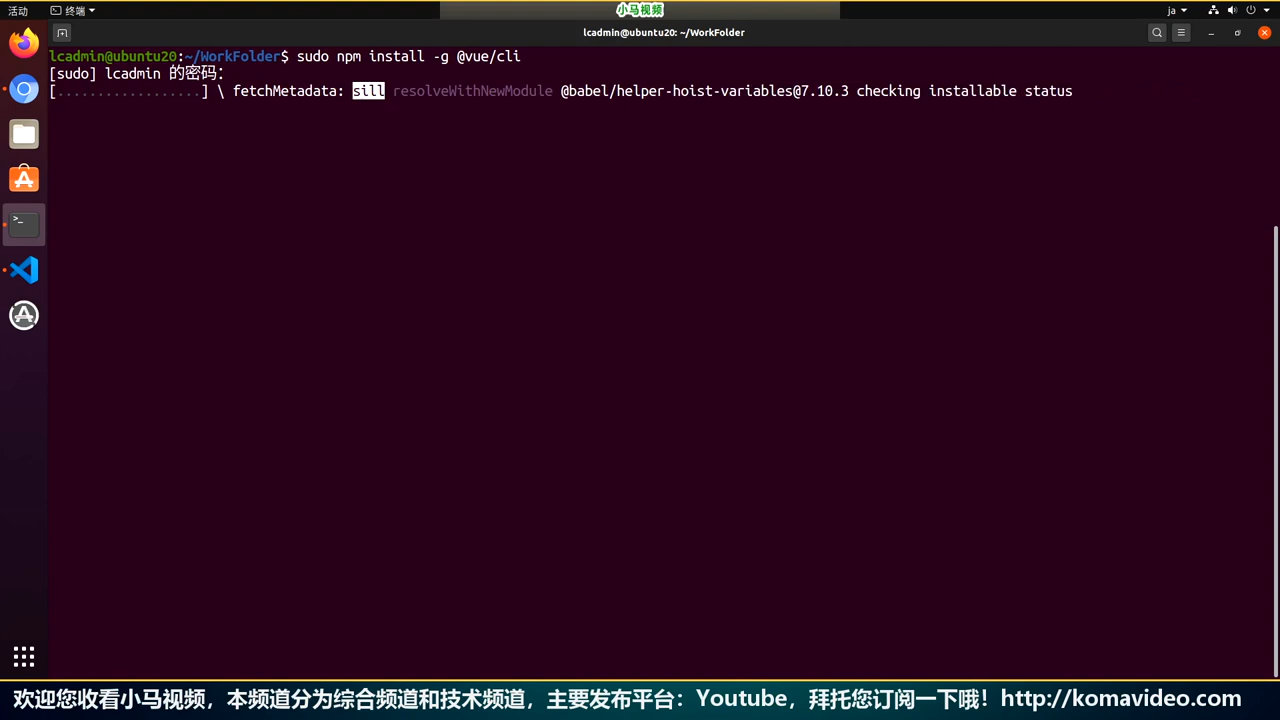 活动
终端
小马视频
ja
lcadmin@ubuntu20: ~/WorkFolder
lcadmin@ubuntu20:~/WorkFolder$ sudo npm install -g @vue/cli
[sudo] lcadmin 的密码：
[..................] \ fetchMetadata: sill resolveWithNewModule @babel/helper-hoist-variables@7.10.3 checking installable status
欢迎您收看小马视频，本频道分为综合频道和技术频道，主要发布平台：Youtube，拜托您订阅一下哦！http://komavideo.com